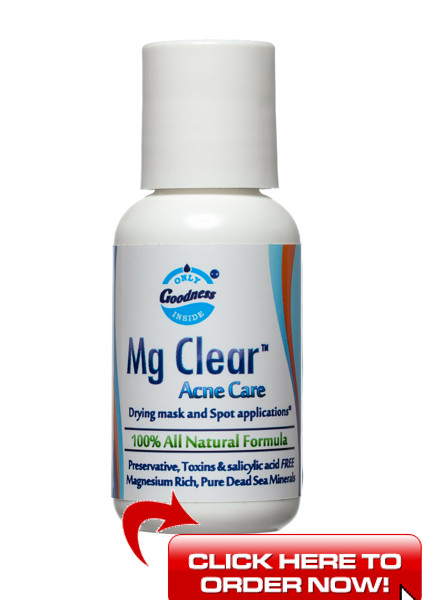 ONLY
Goodness
INSIDE
Mg Clear™
Acne Care
Drying mask and Spot applications®
100% All Natural Formula
Preservative, Toxins & salicylic acid FREE
Magnesium Rich, Pure Dead Sea Minerals
CLICK HERE TO
ORDER NOW!